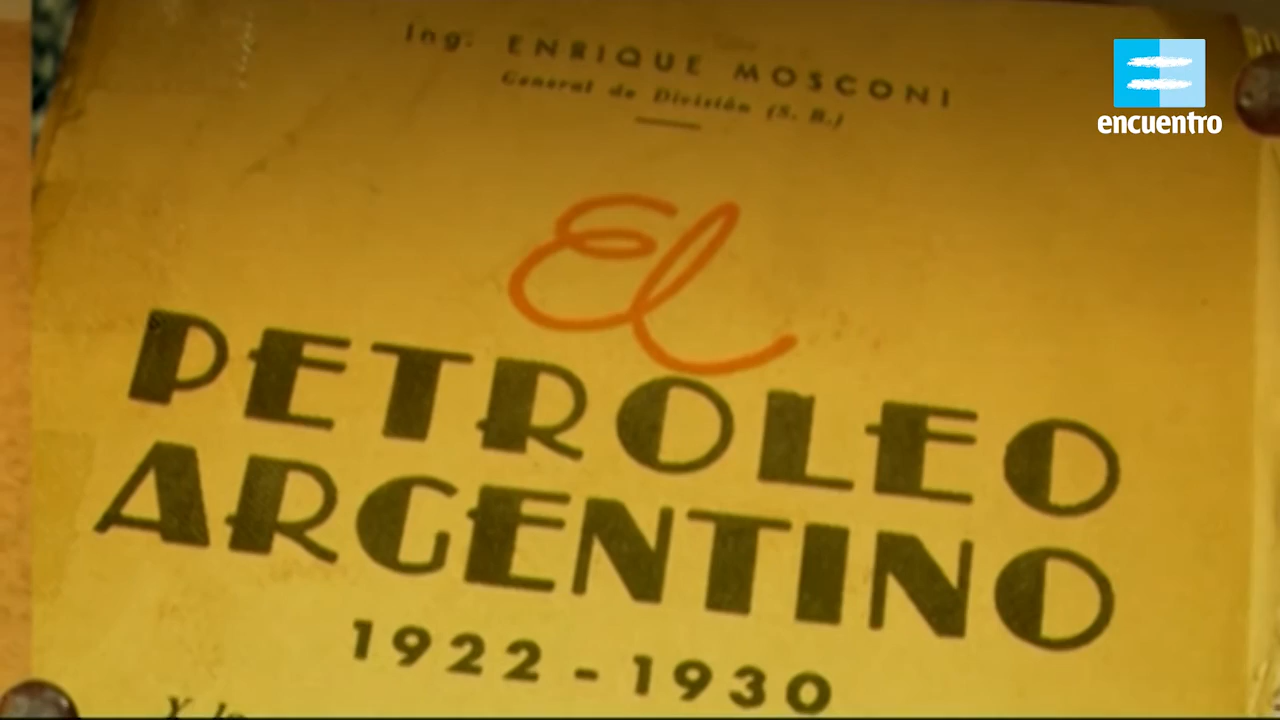 Ing. ENRIQUE MOSCONI
General de División (S. R.)
El
PETROLEO
ARGENTINO
1922 - 1930
encuentro